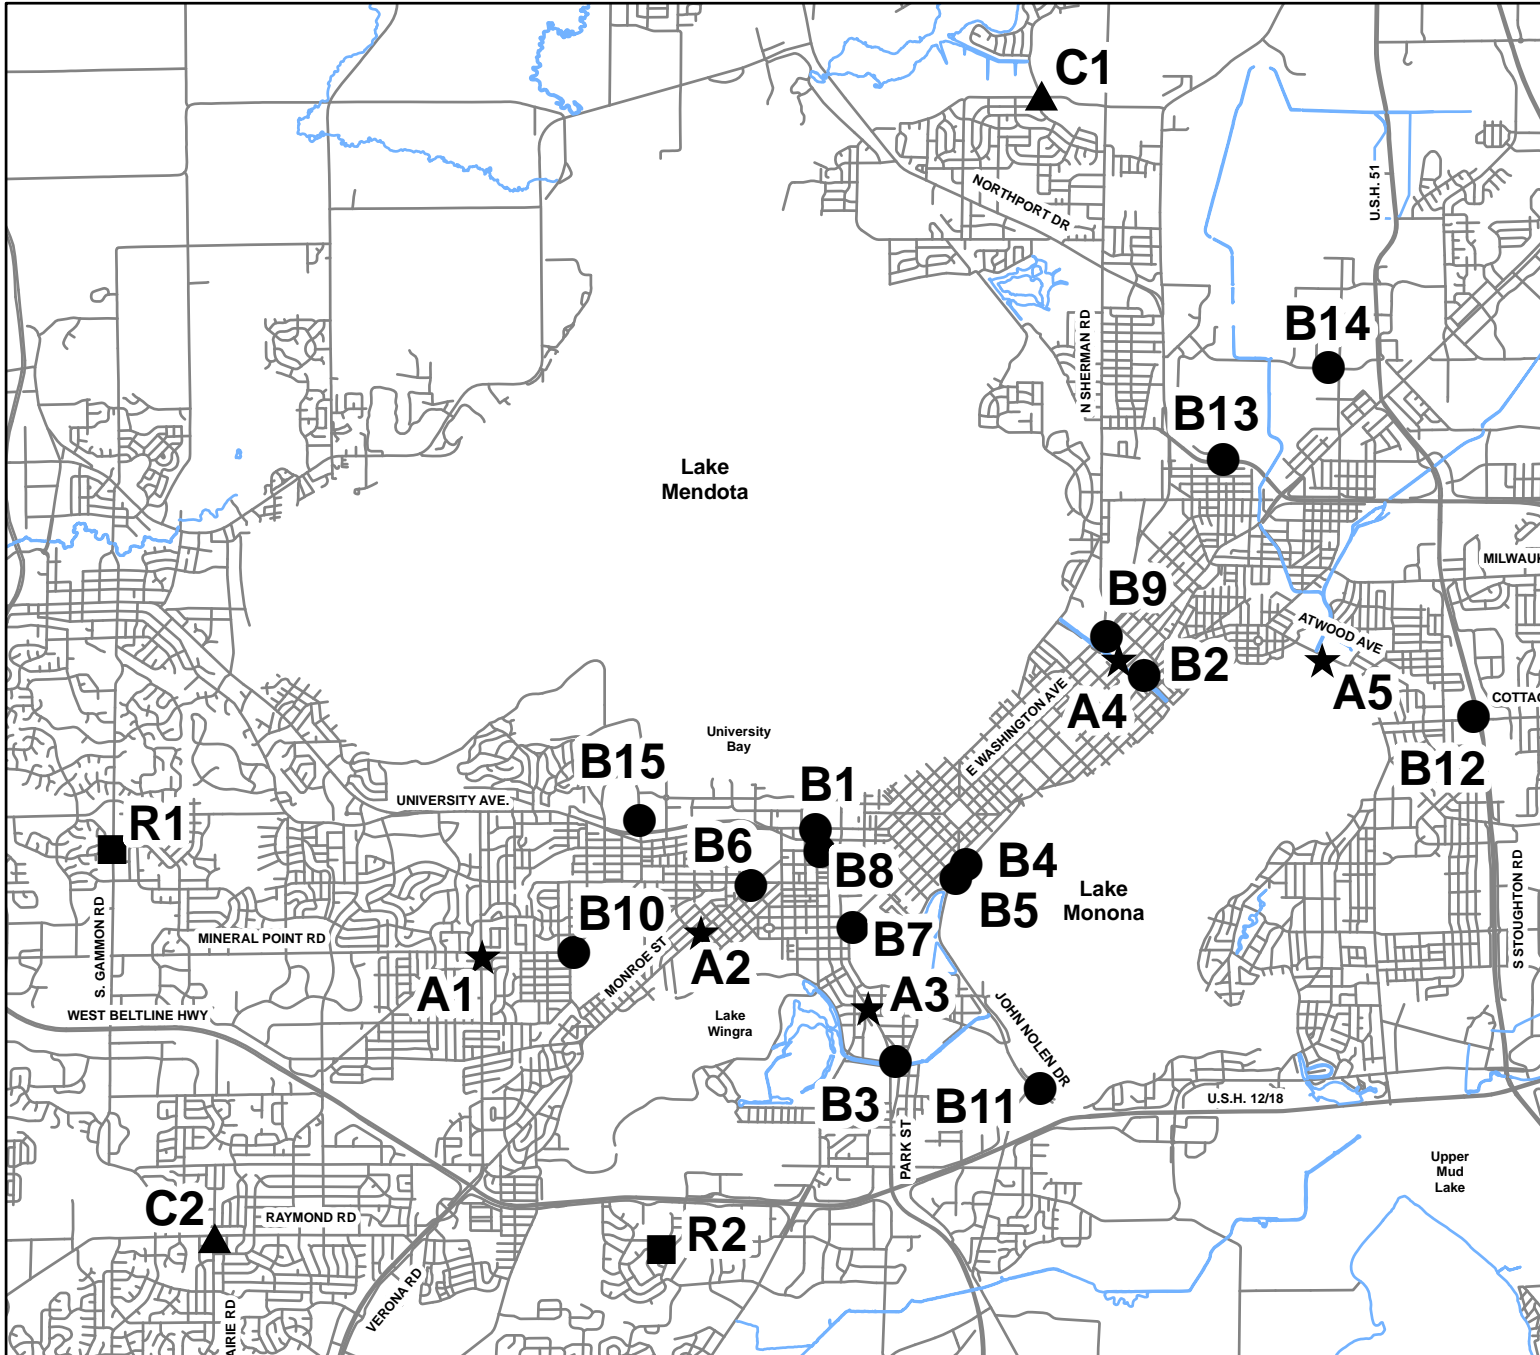 C1
U.S.H. 51
NORTHPORT DR
B14
N SHERMAN RD
B13
Lake
Mendota
MILWAUK
B9
ATWOOD AVE
B2
A5
A4
E WASHINGTON AVE
COTTAG
University
Bay
B15
B12
B1
UNIVERSITY AVE.
R1
B6
B8
B4
Lake
Monona
B5
S STOUGHTON RD
B10
S. GAMMON RD
MINERAL POINT RD
B7
MONROE ST
A2
A1
A3
WEST BELTLINE HWY
Lake
Wingra
JOHN NOLEN DR
B3
B11
U.S.H. 12/18
PARK ST
Upper
Mud
Lake
C2
RAYMOND RD
R2
VERONA RD
AIRIE RD